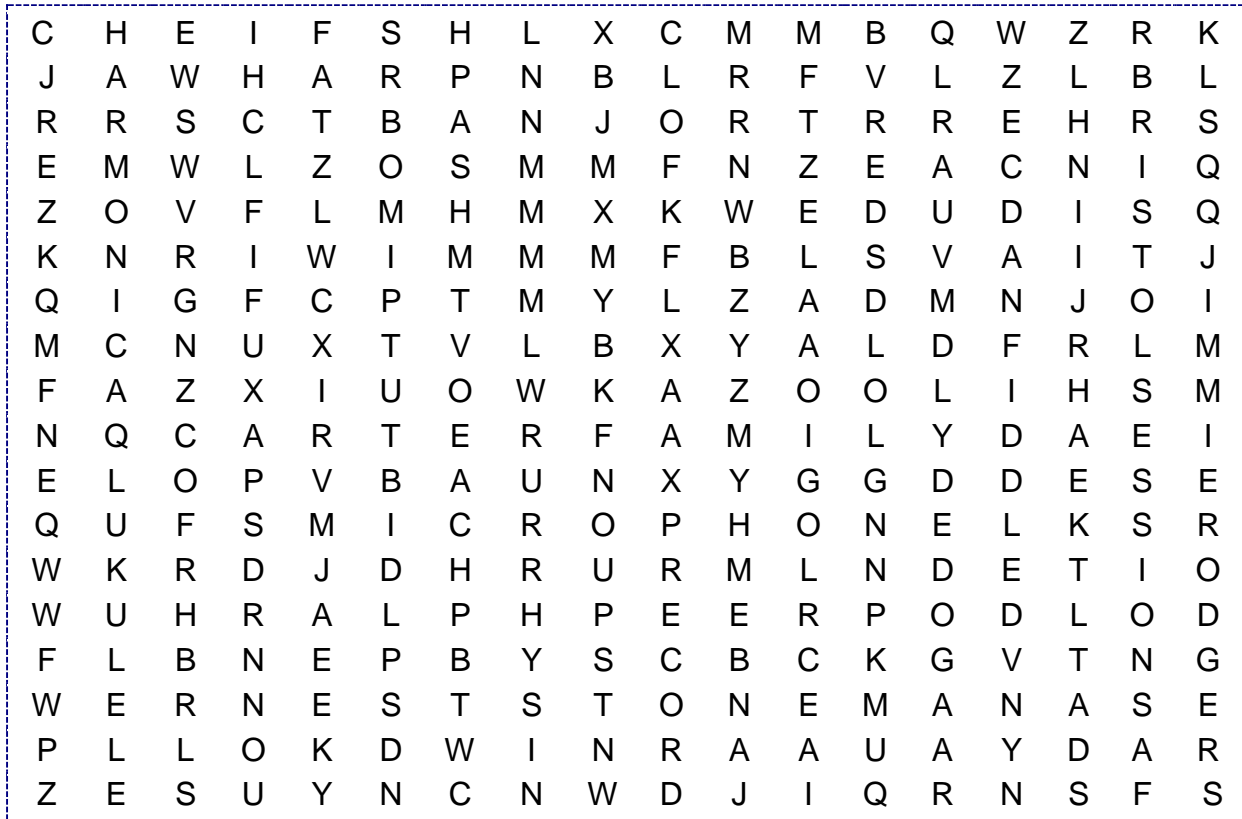 C H E I F S H L X C M M B Q W Z R K
J A W H A R P N B L R F V L Z L B L
R R S C T B A N J O R T R R E H R S
E M W L Z O S M M F N Z E A C N I Q
Z O V F L M H M X K W E D U D I S Q
K N R I W I M M M F B L S V A I T J
Q I G F C P T M Y L Z A D M N J O I
M C N U X T V L B X Y A L D F R L M
F A Z X I U O W K A Z O O L I H S M
N Q C A R T E R F A M I L Y D A E I
E L O P V B A U N X Y G G D D E S E
Q U F S M I C R O P H O N E L K S R
W K R D J D H R U R M L N D E T I O
W U H R A L P H P E E R P O D L O D
F L B N E P B Y S C B C K G V T N G
W E R N E S T S T O N E M A N A S E
P L L O K D W I N R A A U A Y D A R
Z E S U Y N C N W D J I Q R N S F S